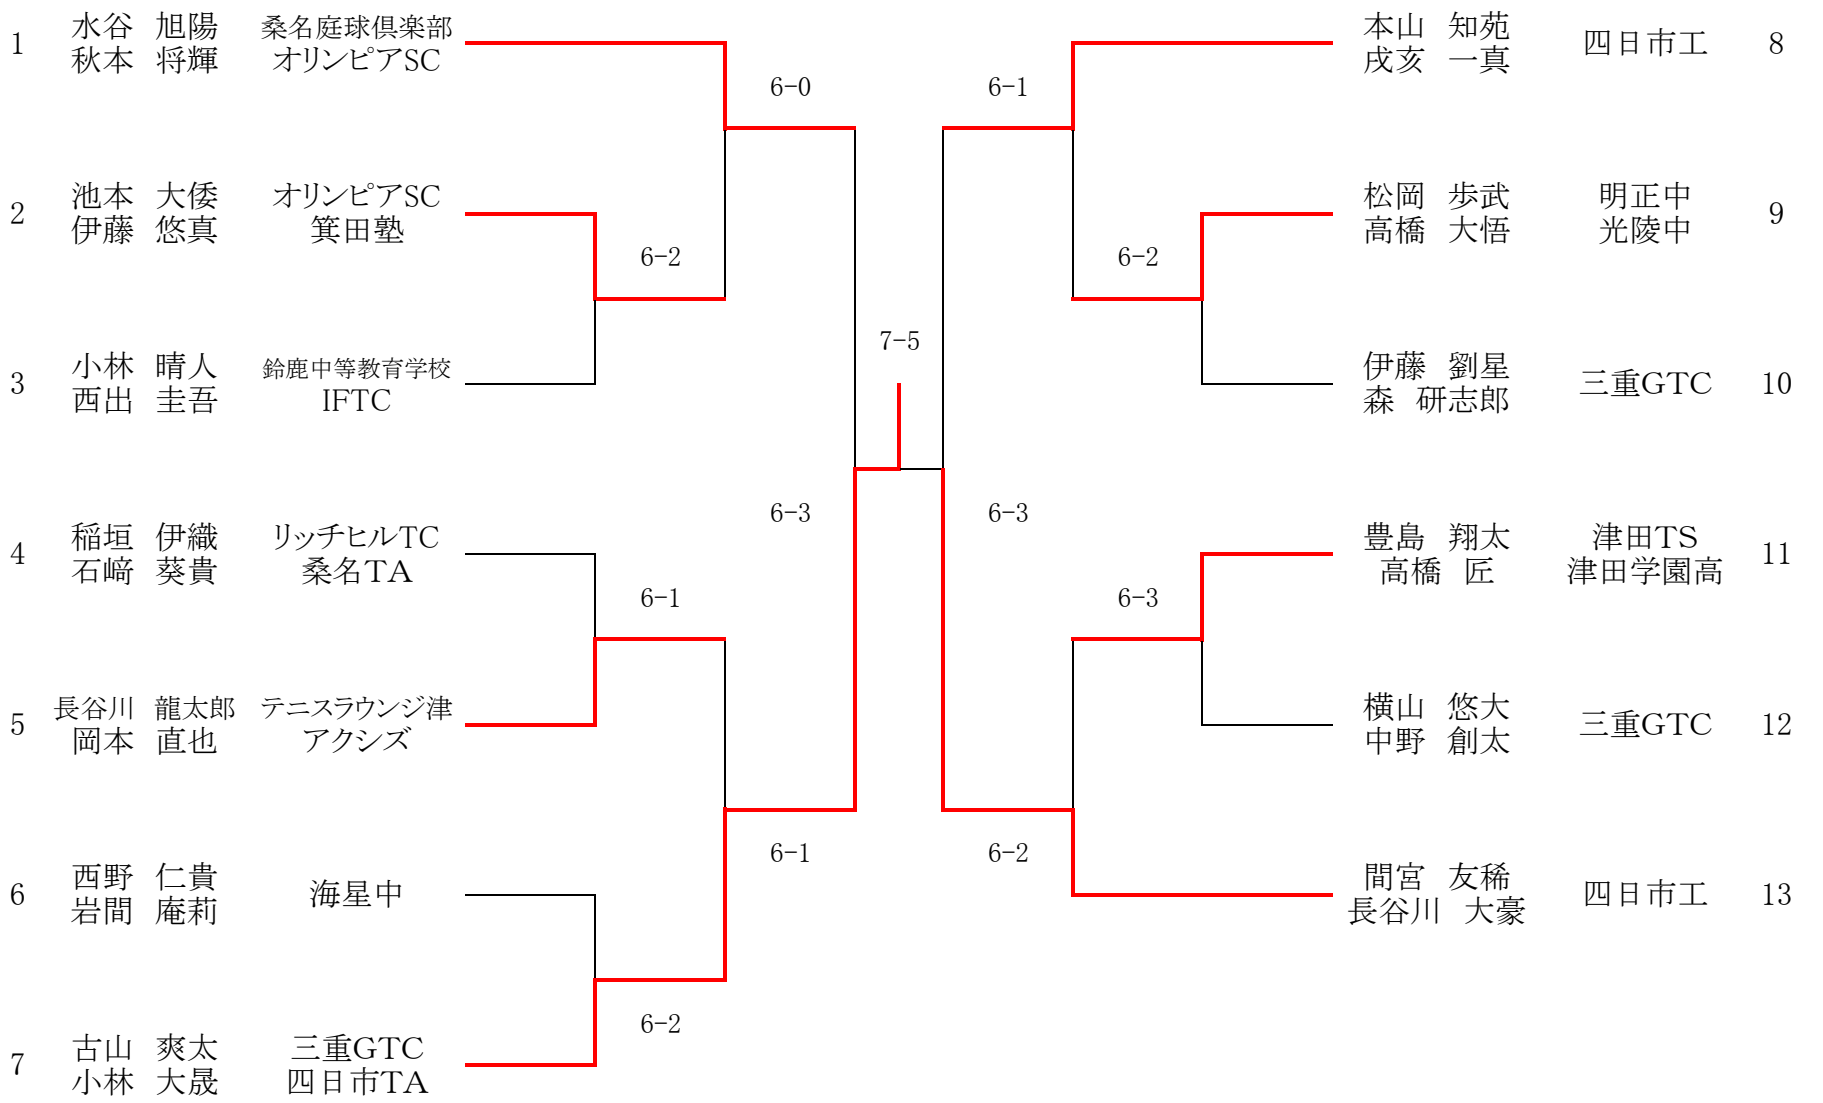 1 水谷 旭陽 桑名庭球倶楽部
秋本 将輝 オリンピアSC
6-0
2 池本 大倭 オリンピアSC
伊藤 悠真 箕田塾
6-2
3 小林 晴人 鈴鹿中等教育学校
西出 圭吾 IFTC
6-3
4 稲垣 伊織 リッチヒルTC
石﨑 葵貴 桑名TA
6-1
5 長谷川 龍太郎 テニスラウンジ津
岡本 直也 アクシズ
6-1
6 西野 仁貴 海星中
岩間 庵莉
6-2
7 古山 爽太 三重GTC
小林 大晟 四日市TA
7-5
本山 知苑 四日市工 8
戌亥 一真
6-1
松岡 歩武 明正中 9
高橋 大悟 光陵中
6-2
伊藤 劉星 三重GTC 10
森 研志郎
6-3
豊島 翔太 津田TS 11
高橋 匠 津田学園高
6-3
横山 悠大 三重GTC 12
中野 創太
6-2
間宮 友稀 四日市工 13
長谷川 大豪